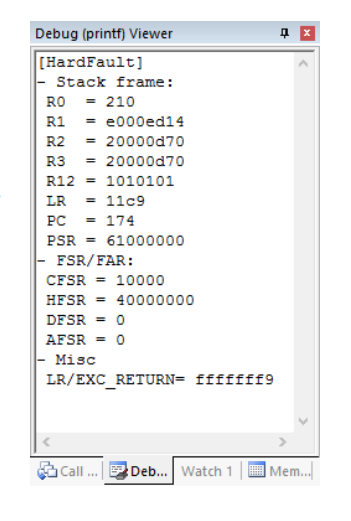 Debug (printf) Viewer
[HardFault]
- Stack frame:
R0 = 210
R1 = e000ed14
R2 = 20000d70
R3 = 20000d70
R12 = 1010101
LR = 11c9
PC = 174
PSR = 61000000
- FSR/FAR:
CFSR = 10000
HFSR = 40000000
DFSR = 0
AFSR = 0
- Misc
LR/EXC_RETURN= fffffff9
Call ... Deb... Watch 1 Mem...